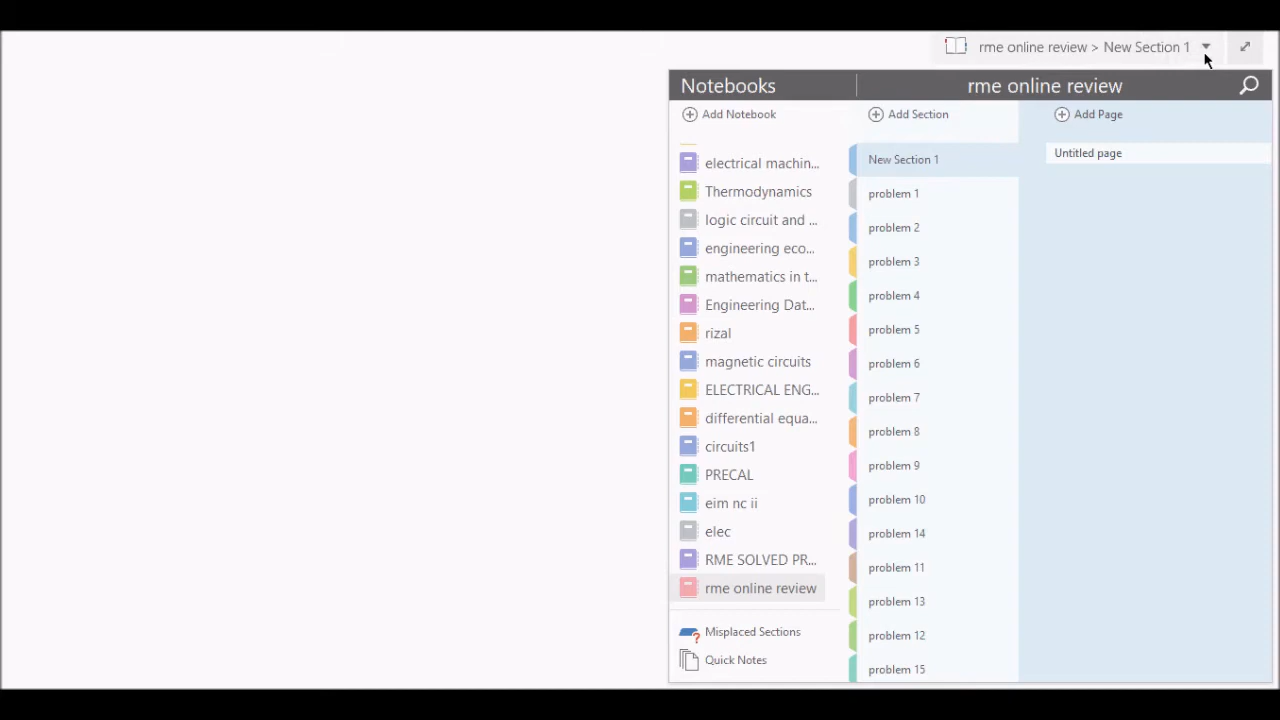 rme online review > New Section 1
Notebooks
rme online review
Add Notebook
Add Section
Add Page
electrical machin...
Thermodynamics
logic circuit and ...
engineering eco...
mathematics in t...
Engineering Dat...
rizal
magnetic circuits
ELECTRICAL ENG...
differential equa...
circuits1
PRECAL
eim nc ii
elec
RME SOLVED PR...
rme online review
Misplaced Sections
Quick Notes
New Section 1
problem 1
problem 2
problem 3
problem 4
problem 5
problem 6
problem 7
problem 8
problem 9
problem 10
problem 14
problem 11
problem 13
problem 12
problem 15
Untitled page